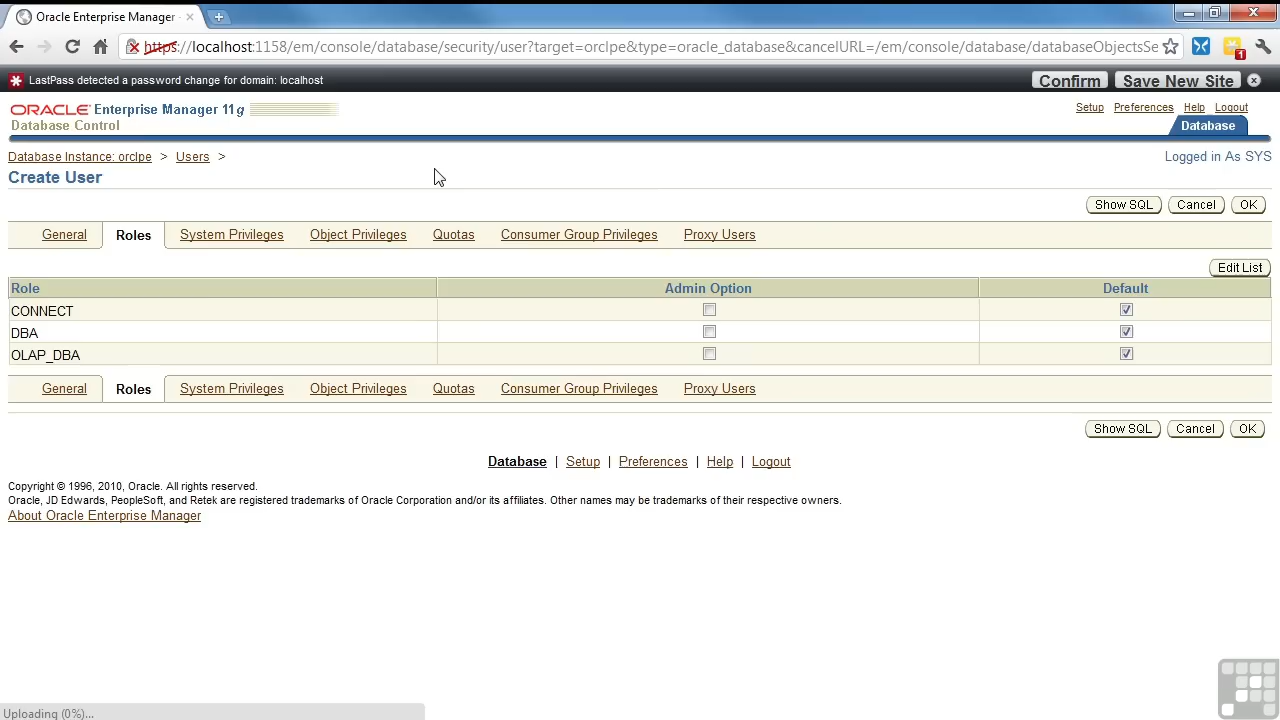 Oracle Enterprise Manager -
https://localhost:1158/em/console/database/security/user?target=orclpe&type=oracle_database&cancelURL=/em/console/database/databaseObjectsSe
1
LastPass detected a password change for domain: localhost
Confirm Save New Site
ORACLE Enterprise Manager 11g
Database Control
Setup Preferences Help Logout
Database
Database Instance: orclpe > Users >
Logged in As SYS
Create User
Show SQL Cancel OK
General Roles System Privileges Object Privileges Quotas Consumer Group Privileges Proxy Users
Edit List
Role Admin Option Default
CONNECT
DBA
OLAP_DBA
General Roles System Privileges Object Privileges Quotas Consumer Group Privileges Proxy Users
Show SQL Cancel OK
Database | Setup | Preferences | Help | Logout
Copyright © 1996, 2010, Oracle. All rights reserved.
Oracle, JD Edwards, PeopleSoft, and Retek are registered trademarks of Oracle Corporation and/or its affiliates. Other names may be trademarks of their respective owners.
About Oracle Enterprise Manager
Uploading (0%)...